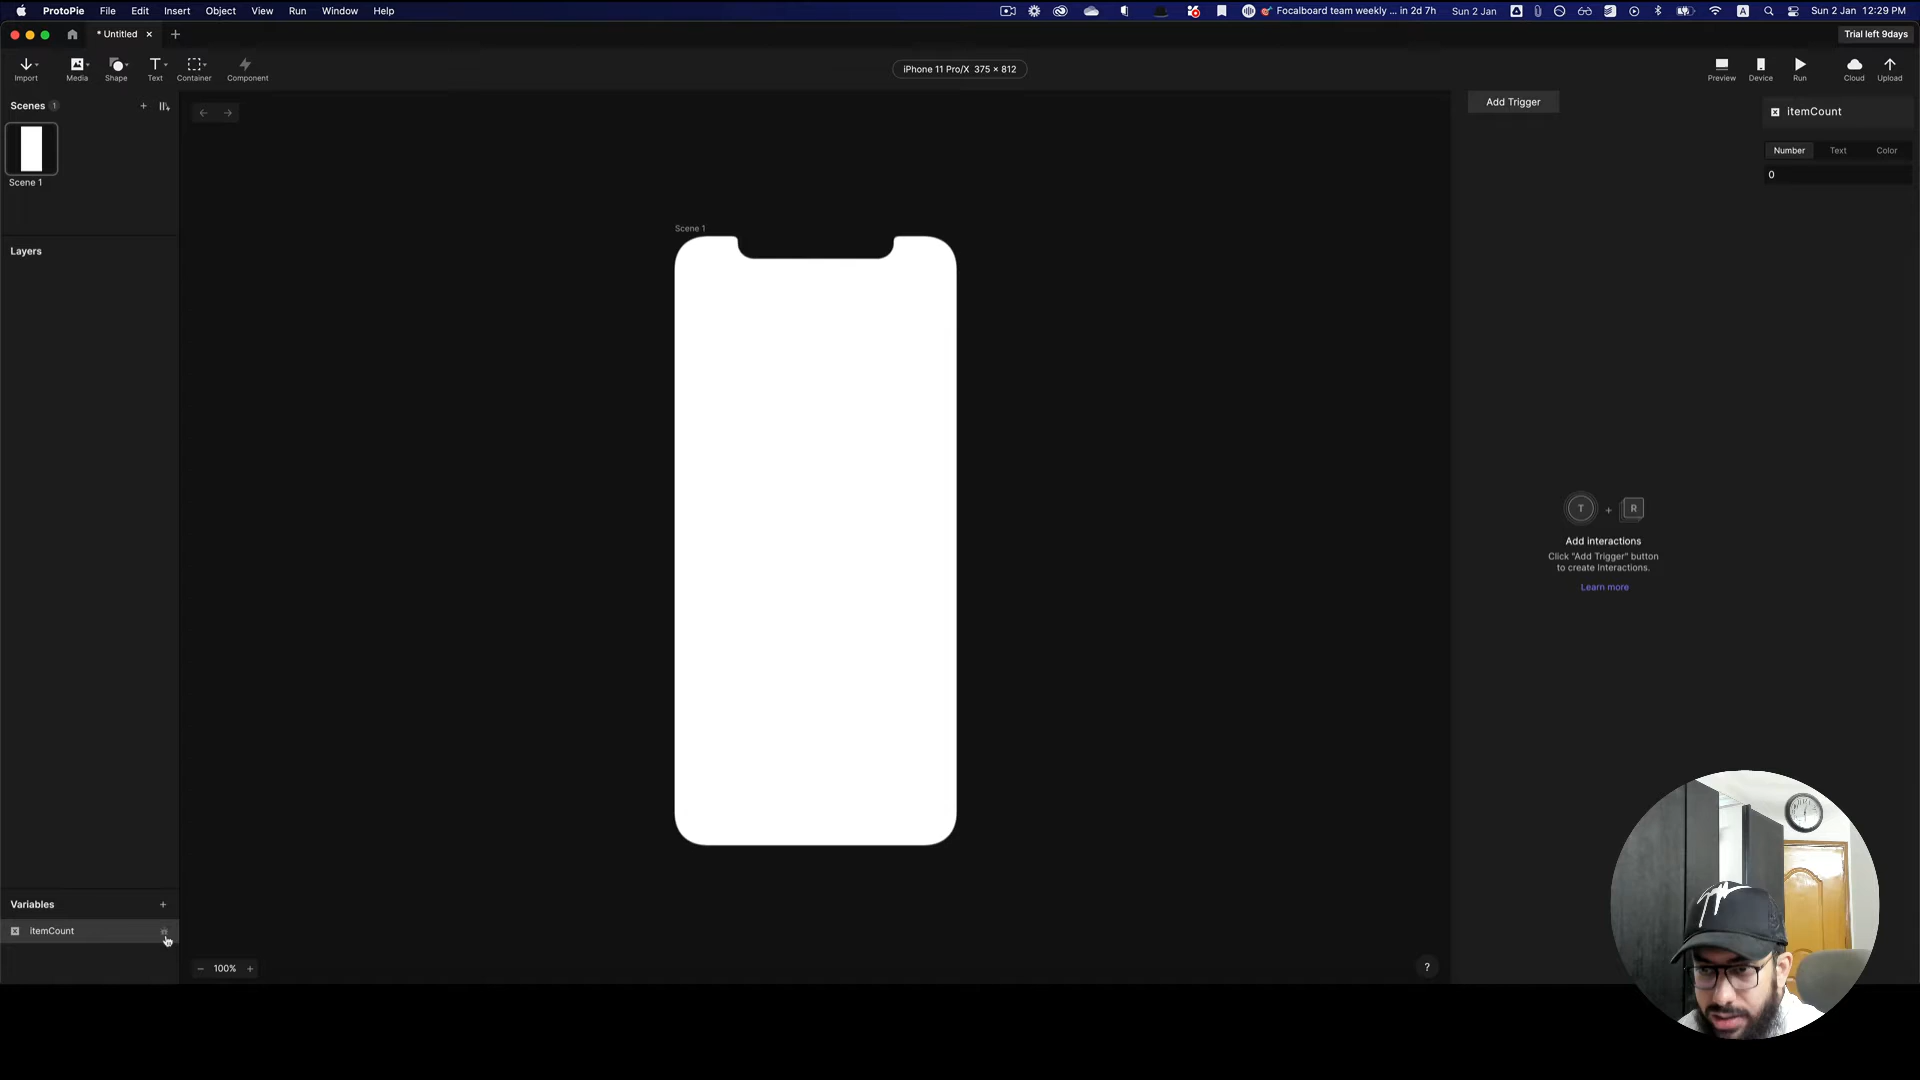 ProtoPie File Edit Insert Object View Run Window Help
Focalboard team weekly ... in 2d 7h
Sun 2 Jan
A
Sun 2 Jan 12:29 PM
* Untitled
Trial left 9days
Import
Media
Shape
Text
Container
Component
iPhone 11 Pro/X 375 × 812
Preview
Device
Run
Cloud
Upload
Scenes 1
Scene 1
Add Trigger
itemCount
Number Text Color
0
Layers
Scene 1
T + R
Add interactions
Click "Add Trigger" button
to create Interactions.
Learn more
Variables
itemCount
100%
?